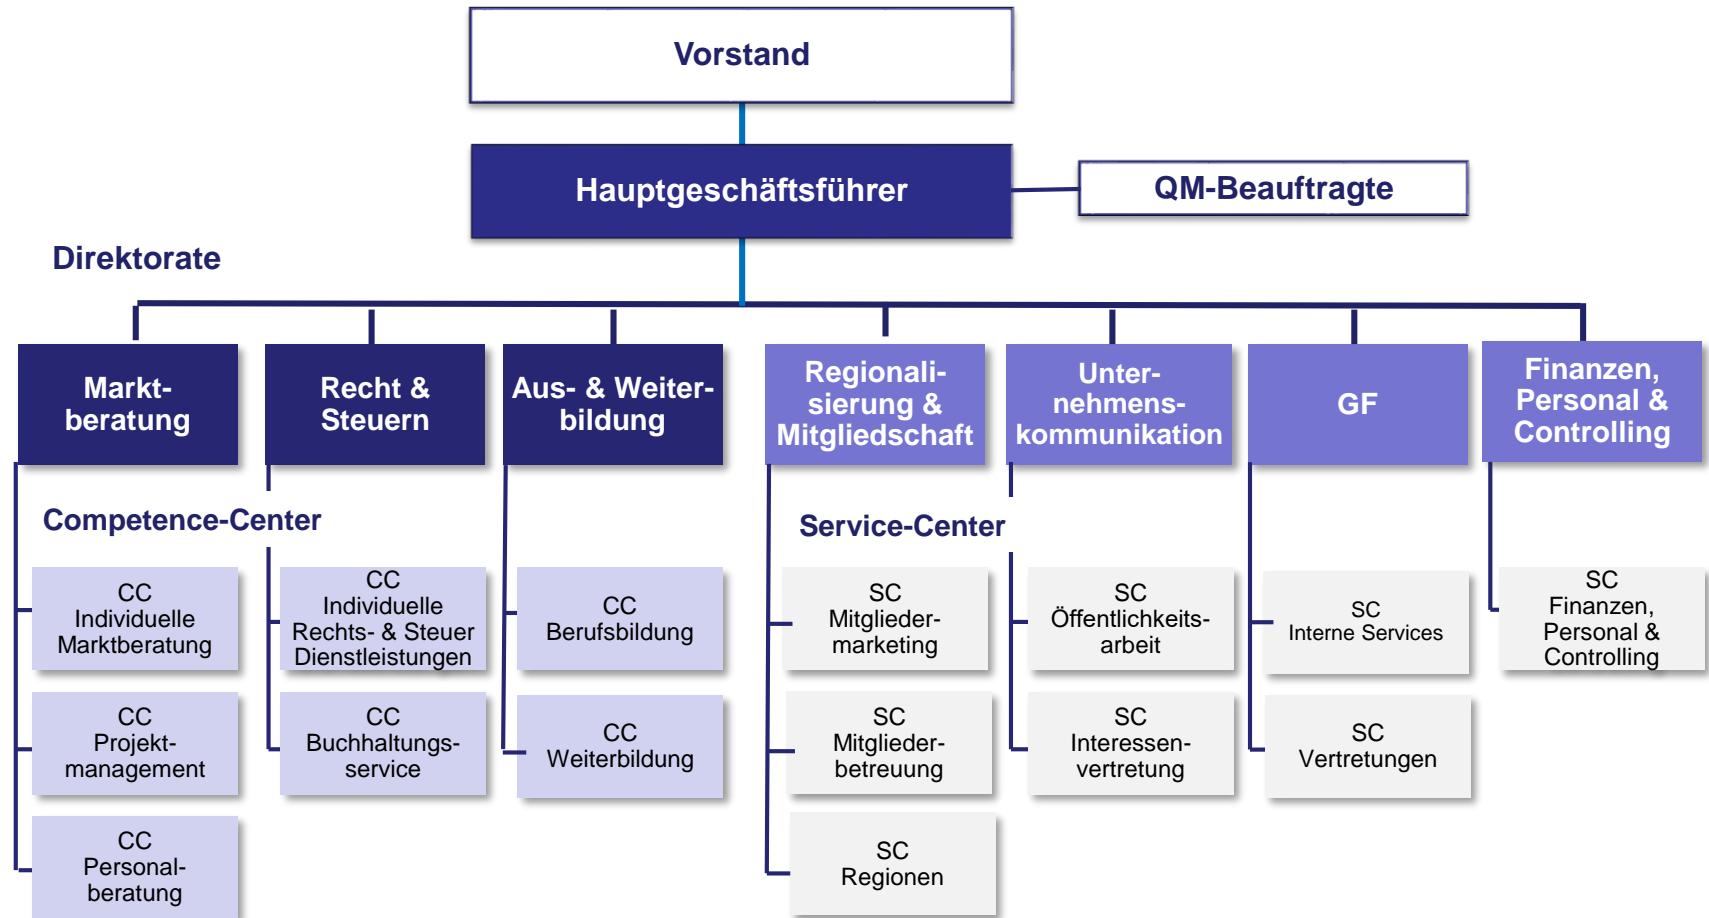 Vorstand
Hauptgeschäftsführer
QM-Beauftragte
Direktorate
Markt-
beratung
Recht &
Steuern
Aus- & Weiter-
bildung
Regionali-
sierung &
Mitgliedschaft
Unter-
nehmens-
kommunikation
GF
Finanzen,
Personal &
Controlling
Competence-Center
Service-Center
CC
Individuelle
Marktberatung
CC
Individuelle
Rechts- & Steuer
Dienstleistungen
CC
Berufsbildung
SC
Mitglieder-
marketing
SC
Öffentlichkeits-
arbeit
SC
Interne Services
SC
Finanzen,
Personal &
Controlling
CC
Projekt-
management
CC
Buchhaltungs-
service
CC
Weiterbildung
SC
Mitglieder-
betreuung
SC
Interessen-
vertretung
SC
Vertretungen
CC
Personal-
beratung
SC
Regionen